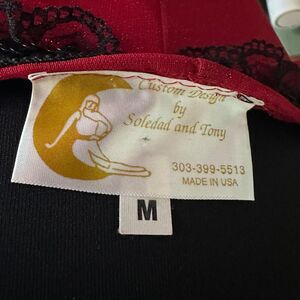 Custom Design
by
Soledad and Tony
303-399-5513
MADE IN USA
M